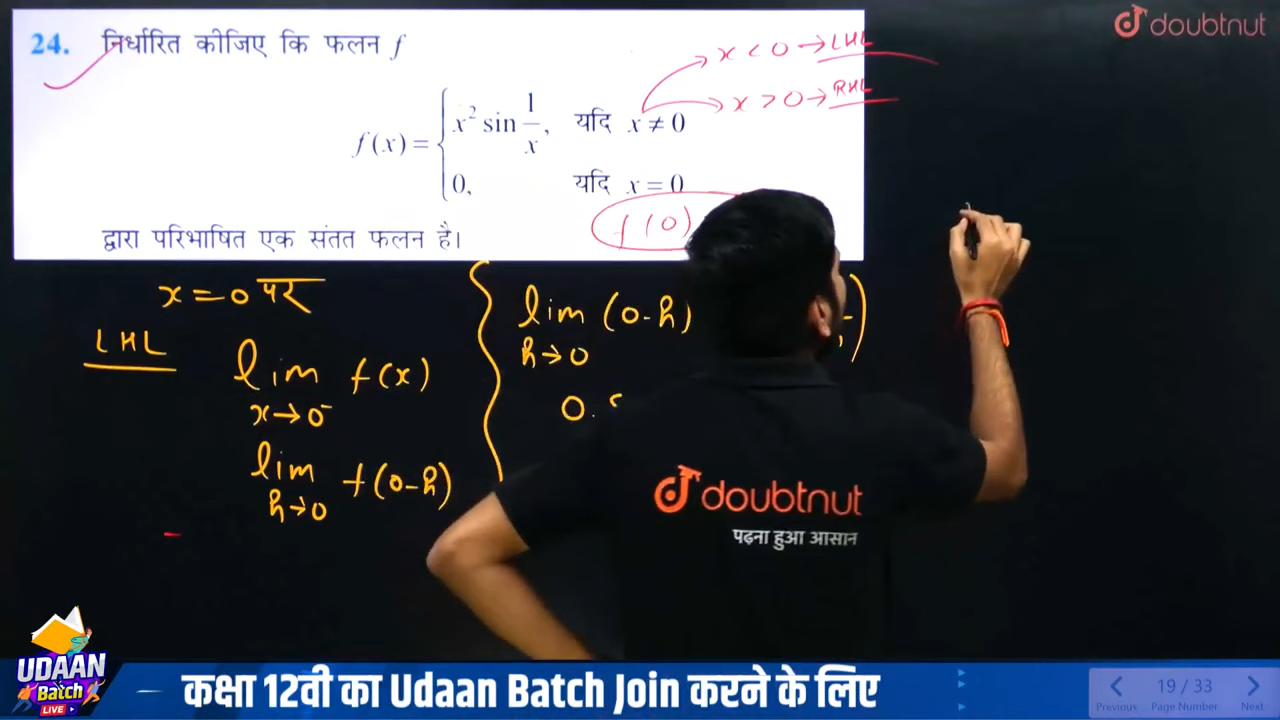 doubtnut
24. निर्धारित कीजिए कि फलन f
x < 0 → LHL
x > 0 → RHL
f(x) = { x² sin 1/x, यदि x ≠ 0
0, यदि x = 0
f(0)
द्वारा परिभाषित एक संतत फलन है।
x = 0 पर
LHL
lim f(x)
x→0⁻
lim f(0-h)
h→0
lim (0-h)
h→0
0.
doubtnut
पढ़ना हुआ आसान
UDAAN
Batch
LIVE
कक्षा 12वी का Udaan Batch Join करने के लिए
19 / 33
Previous Page Number Next